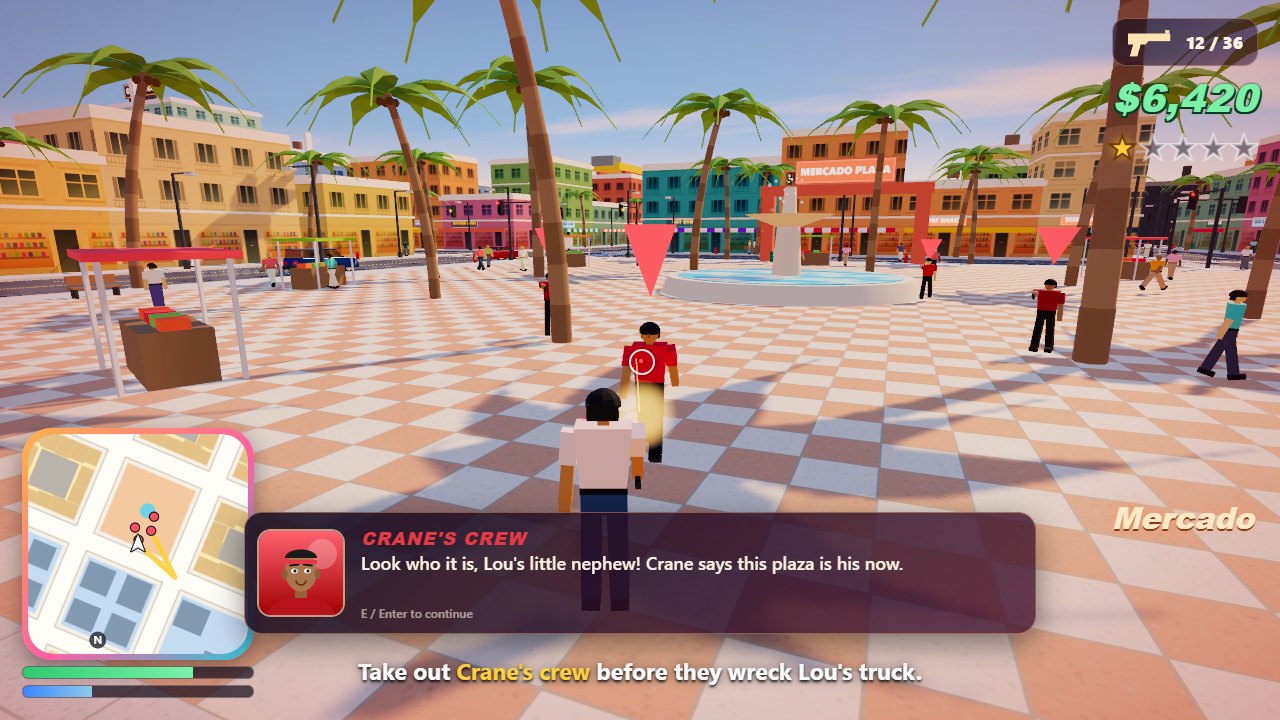 12 / 36
$6,420
MERCADO PLAZA
Mercado
CRANE'S CREW
Look who it is, Lou's little nephew! Crane says this plaza is his now.
E / Enter to continue
N
Take out Crane's crew before they wreck Lou's truck.